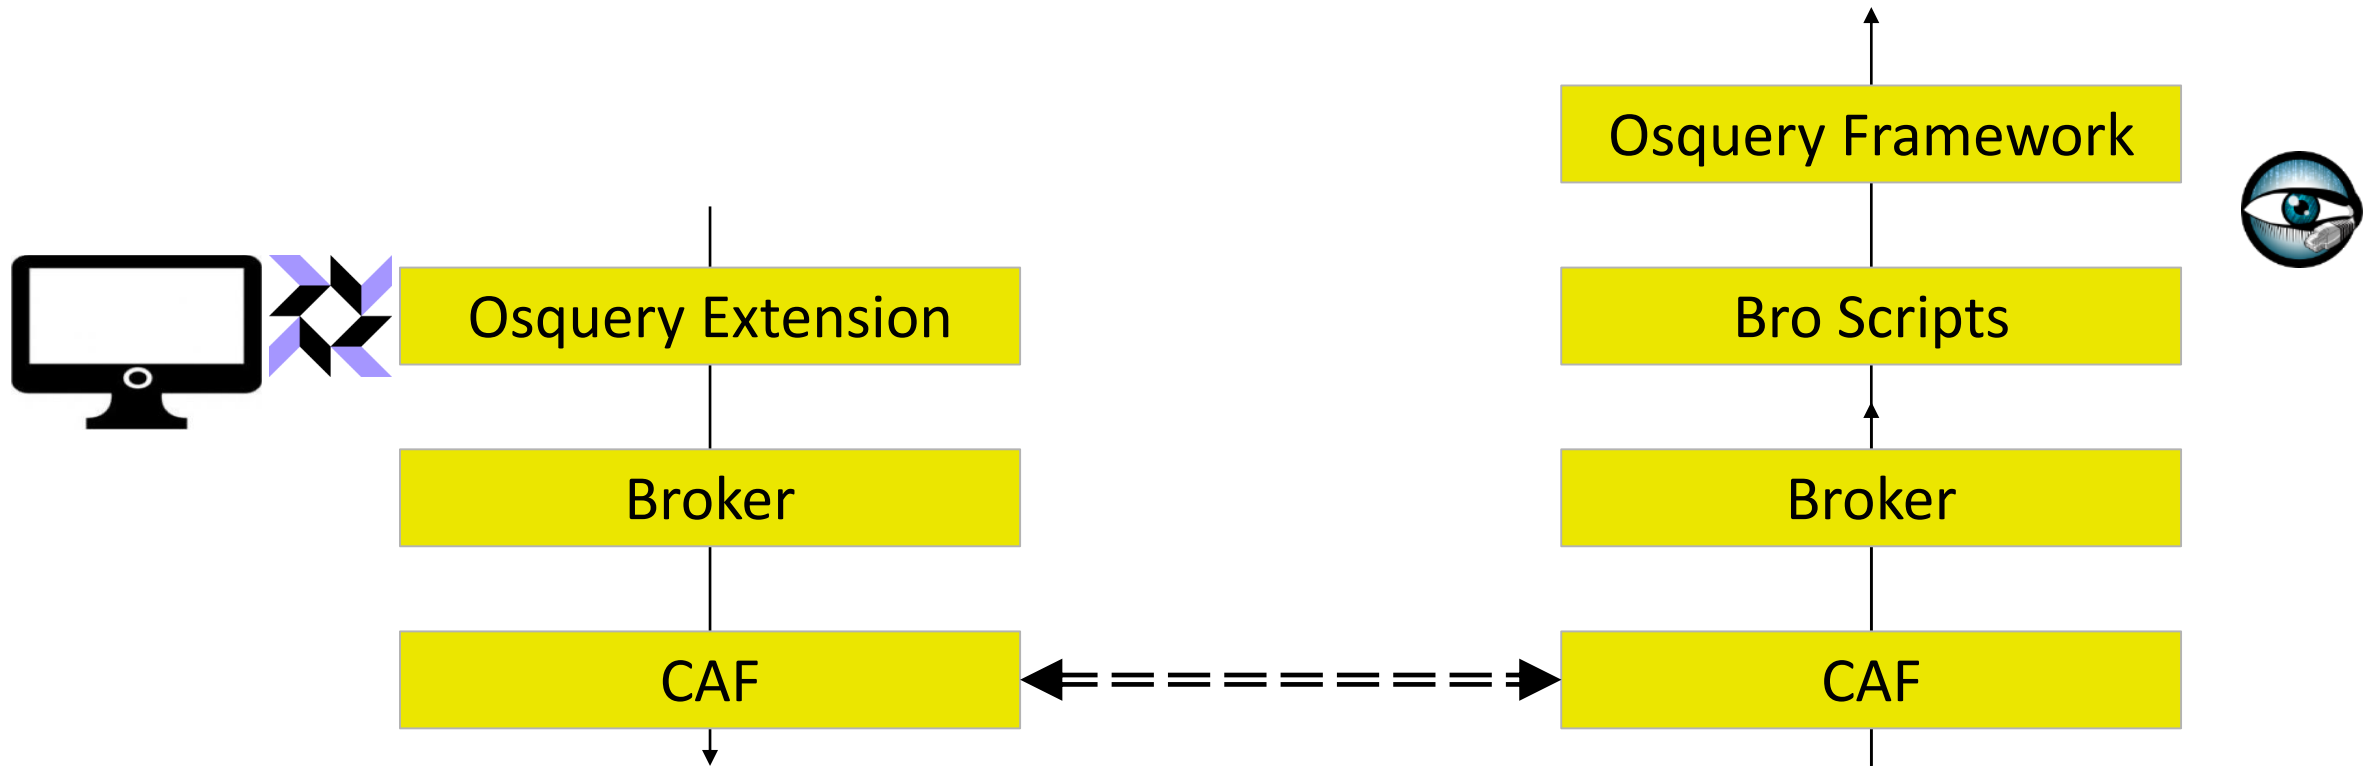 Osquery Extension
Broker
CAF
Osquery Framework
Bro Scripts
Broker
CAF